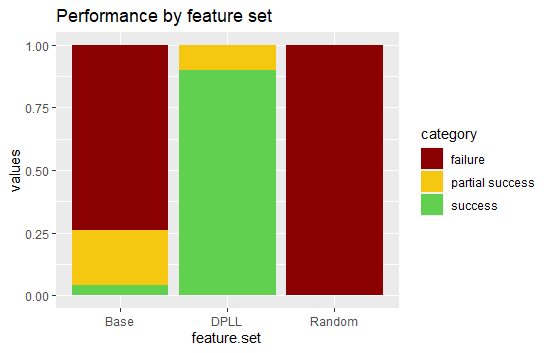 Performance by feature set
values
1.00
0.75
0.50
0.25
0.00
Base
DPLL
Random
feature.set
category
failure
partial success
success